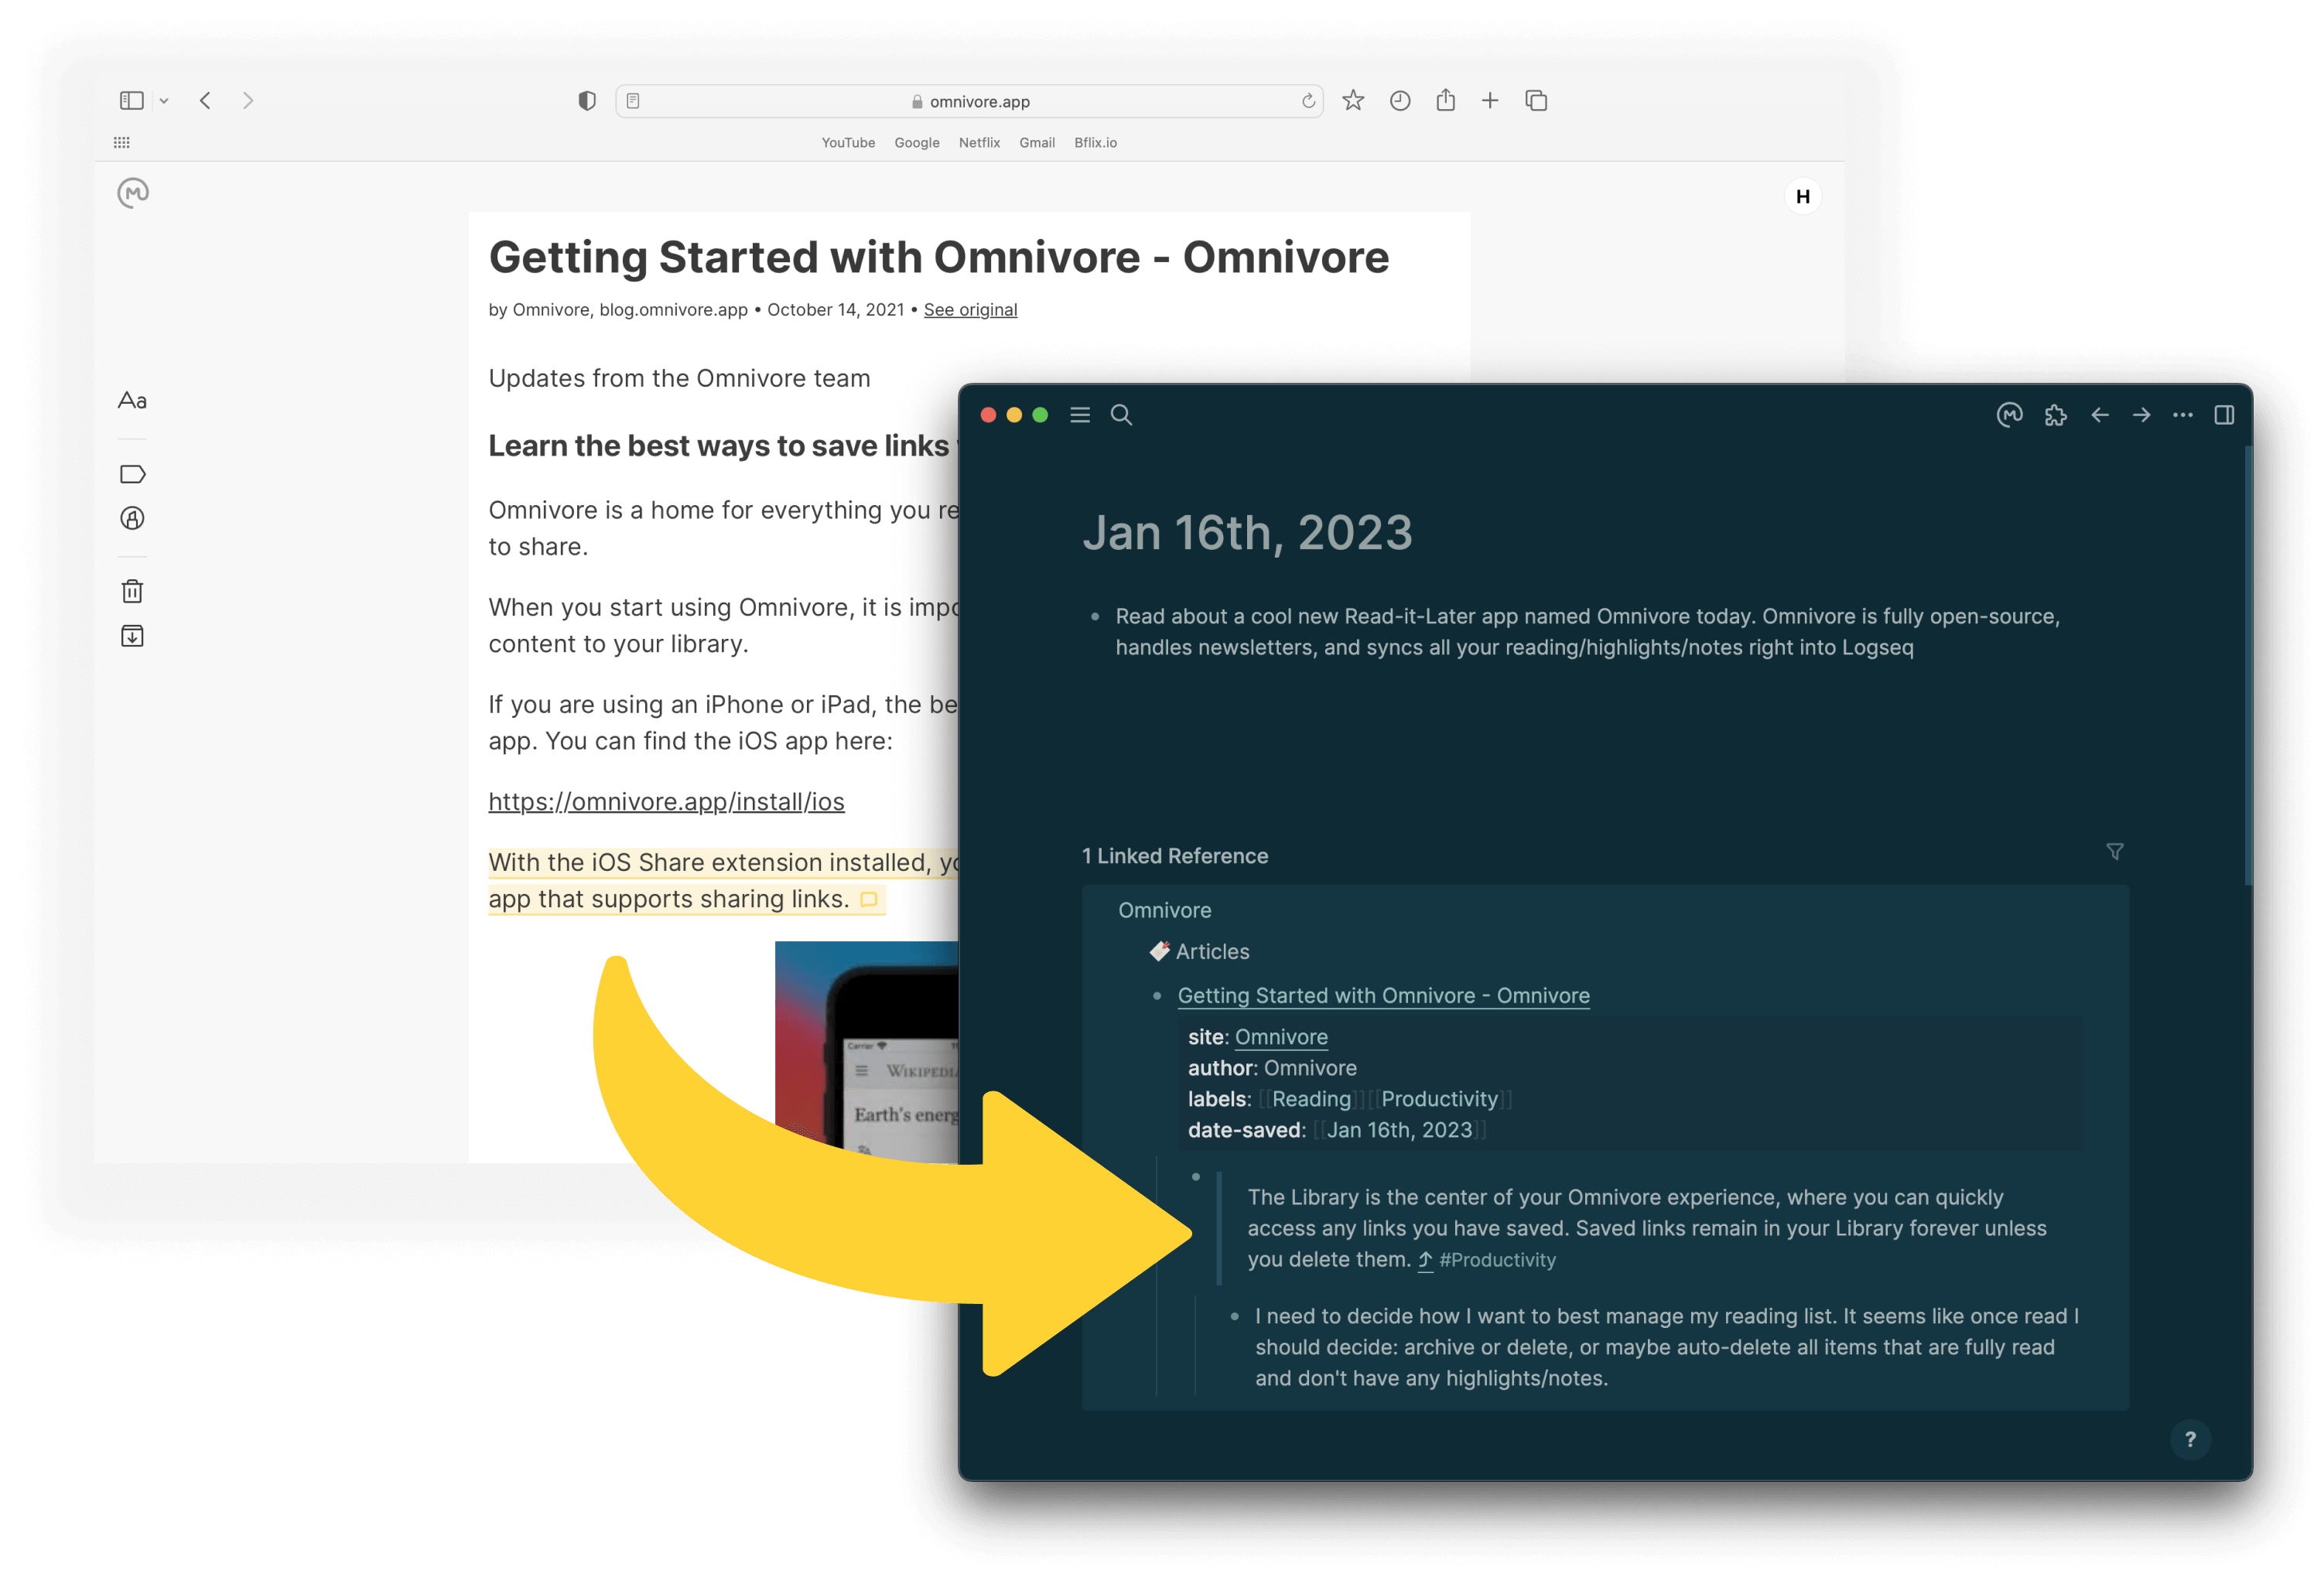 omnivore.app
YouTube Google Netflix Gmail Bflix.io
H
Getting Started with Omnivore - Omnivore
by Omnivore, blog.omnivore.app • October 14, 2021 • See original
Updates from the Omnivore team
Learn the best ways to save links
Omnivore is a home for everything you re
to share.
When you start using Omnivore, it is impo
content to your library.
If you are using an iPhone or iPad, the be
app. You can find the iOS app here:
https://omnivore.app/install/ios
With the iOS Share extension installed, yo
app that supports sharing links.
Carrier
WIKIPEDIA
Earth's energ
Aa
Jan 16th, 2023
• Read about a cool new Read-it-Later app named Omnivore today. Omnivore is fully open-source,
handles newsletters, and syncs all your reading/highlights/notes right into Logseq
1 Linked Reference
Omnivore
Articles
• Getting Started with Omnivore - Omnivore
site: Omnivore
author: Omnivore
labels: [[Reading]][[Productivity]]
date-saved: [[Jan 16th, 2023]]
• The Library is the center of your Omnivore experience, where you can quickly
access any links you have saved. Saved links remain in your Library forever unless
you delete them. #Productivity
• I need to decide how I want to best manage my reading list. It seems like once read I
should decide: archive or delete, or maybe auto-delete all items that are fully read
and don't have any highlights/notes.
?